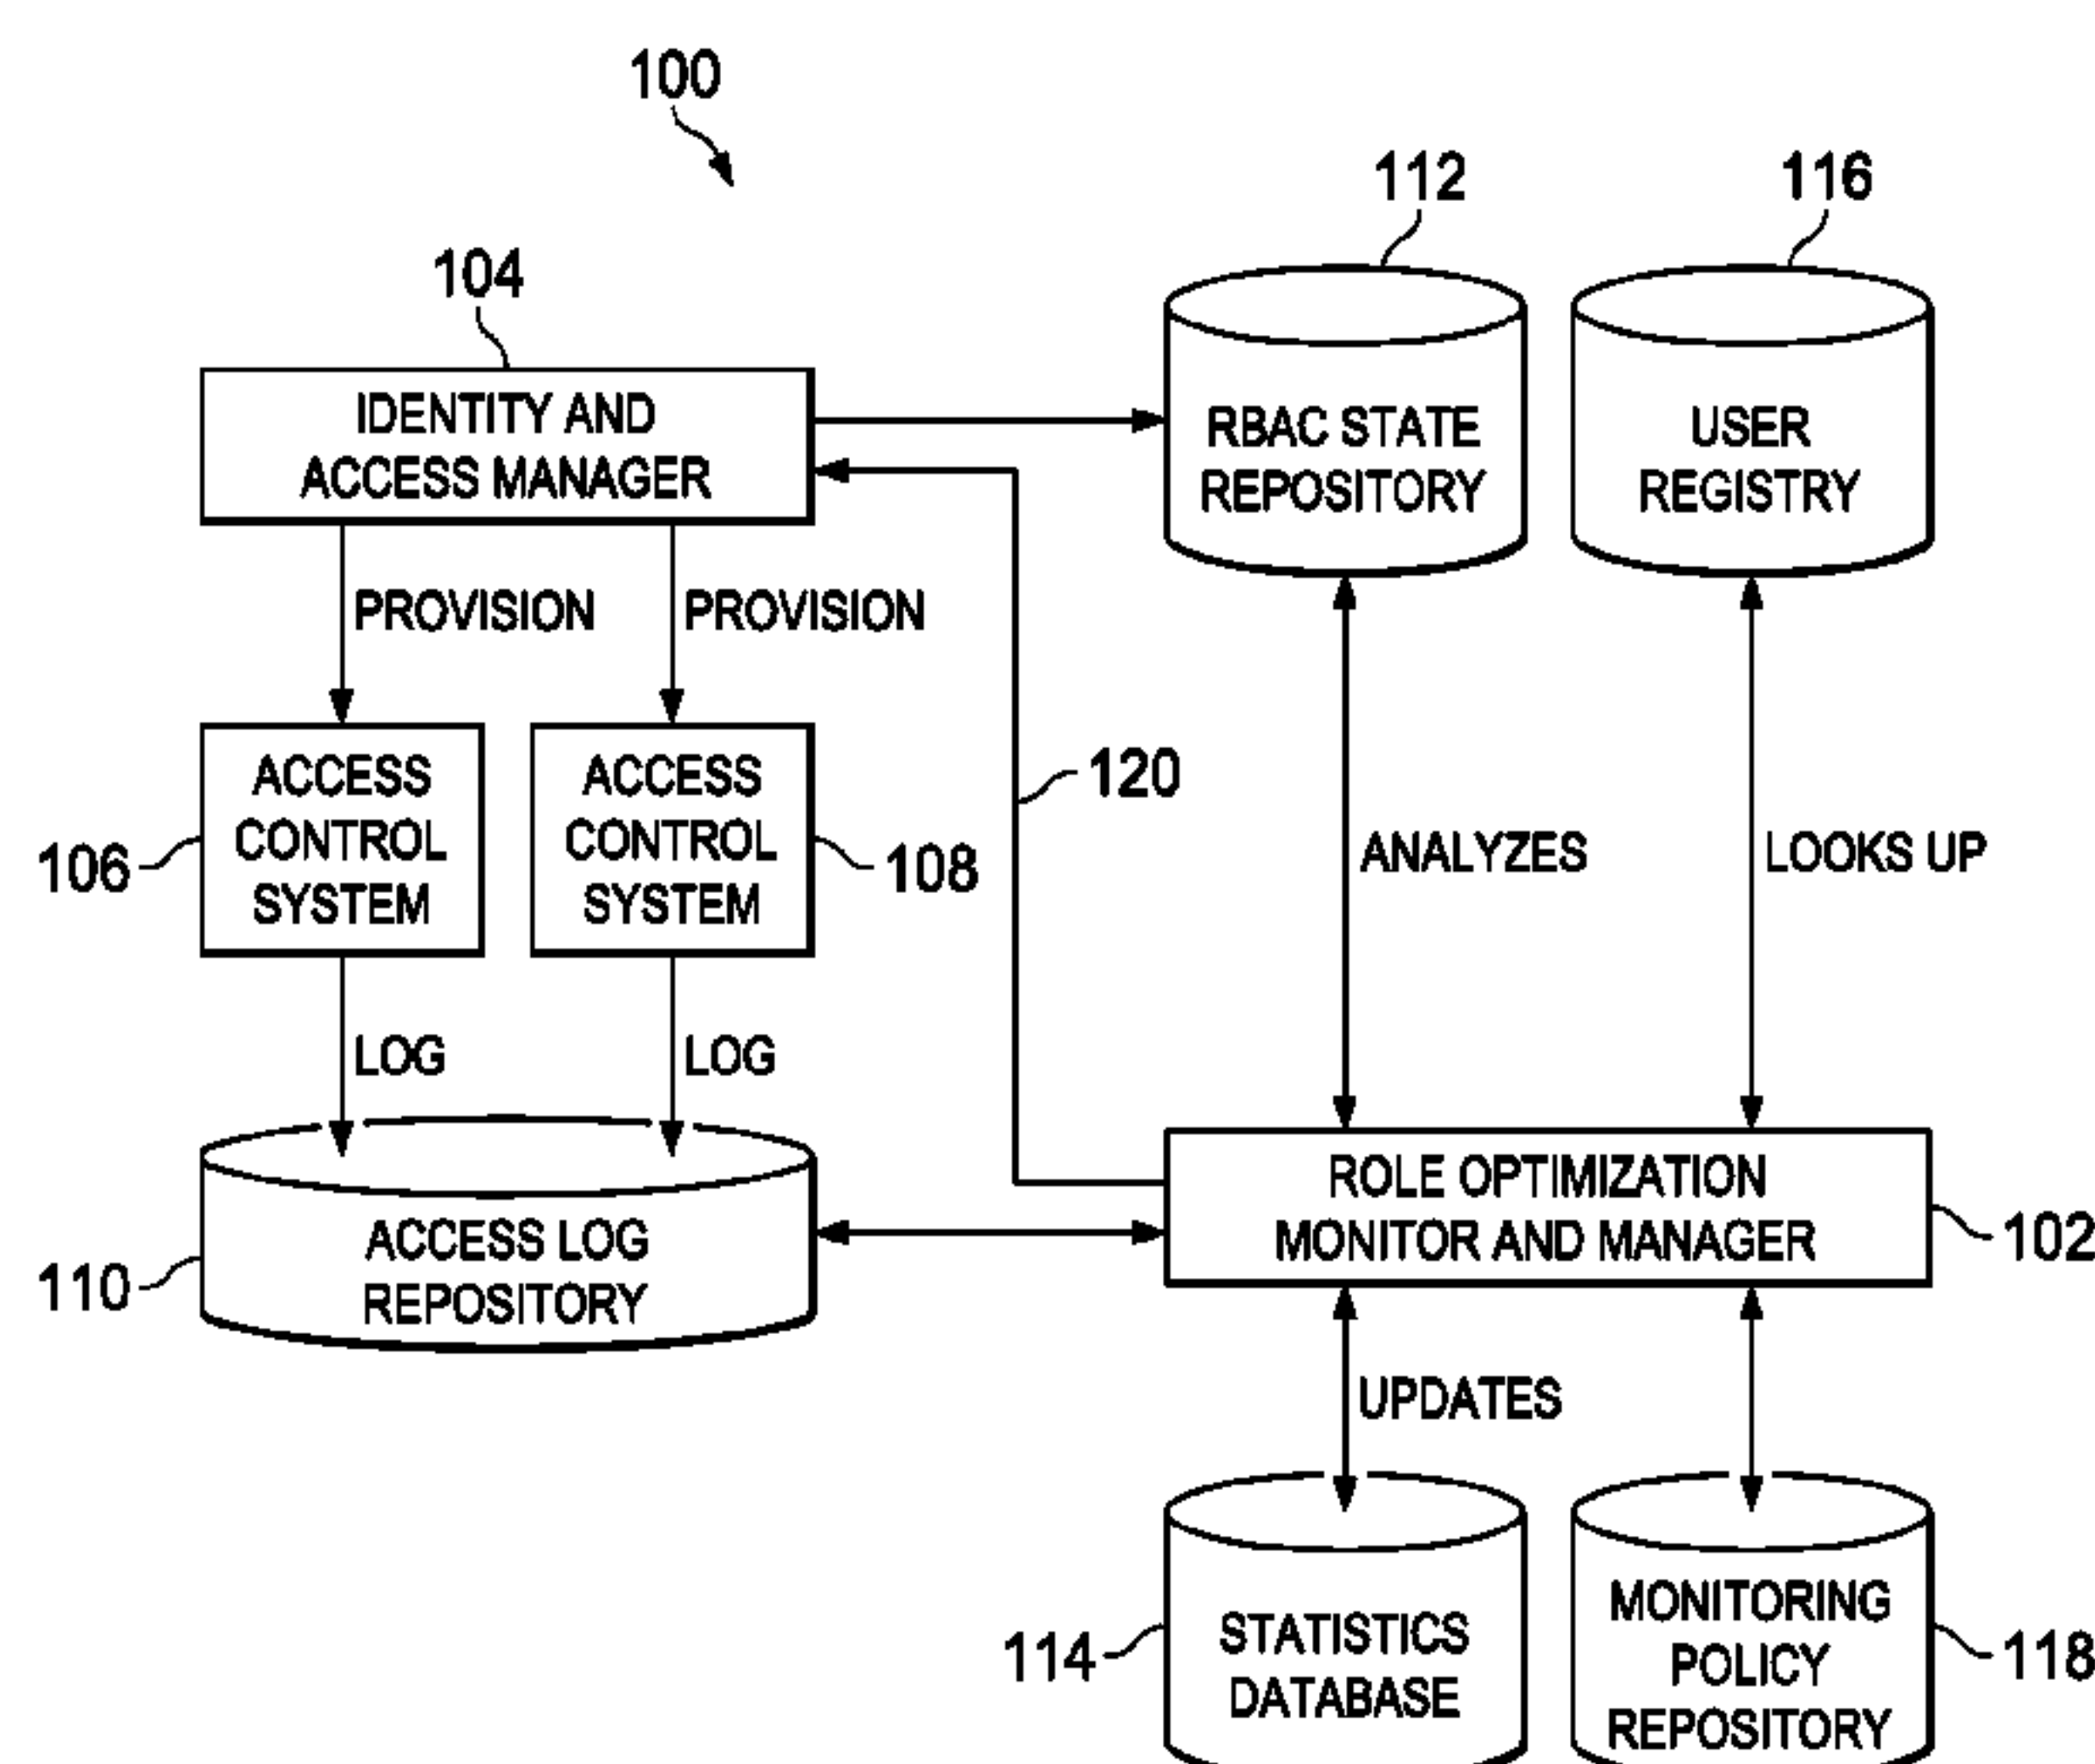 100
112
116
104
IDENTITY AND
ACCESS MANAGER
RBAC STATE
REPOSITORY
USER
REGISTRY
PROVISION
PROVISION
ACCESS
CONTROL
SYSTEM
ACCESS
CONTROL
SYSTEM
106
108
120
ANALYZES
LOOKS UP
LOG
LOG
ACCESS LOG
REPOSITORY
110
ROLE OPTIMIZATION
MONITOR AND MANAGER
102
UPDATES
STATISTICS
DATABASE
114
MONITORING
POLICY
REPOSITORY
118